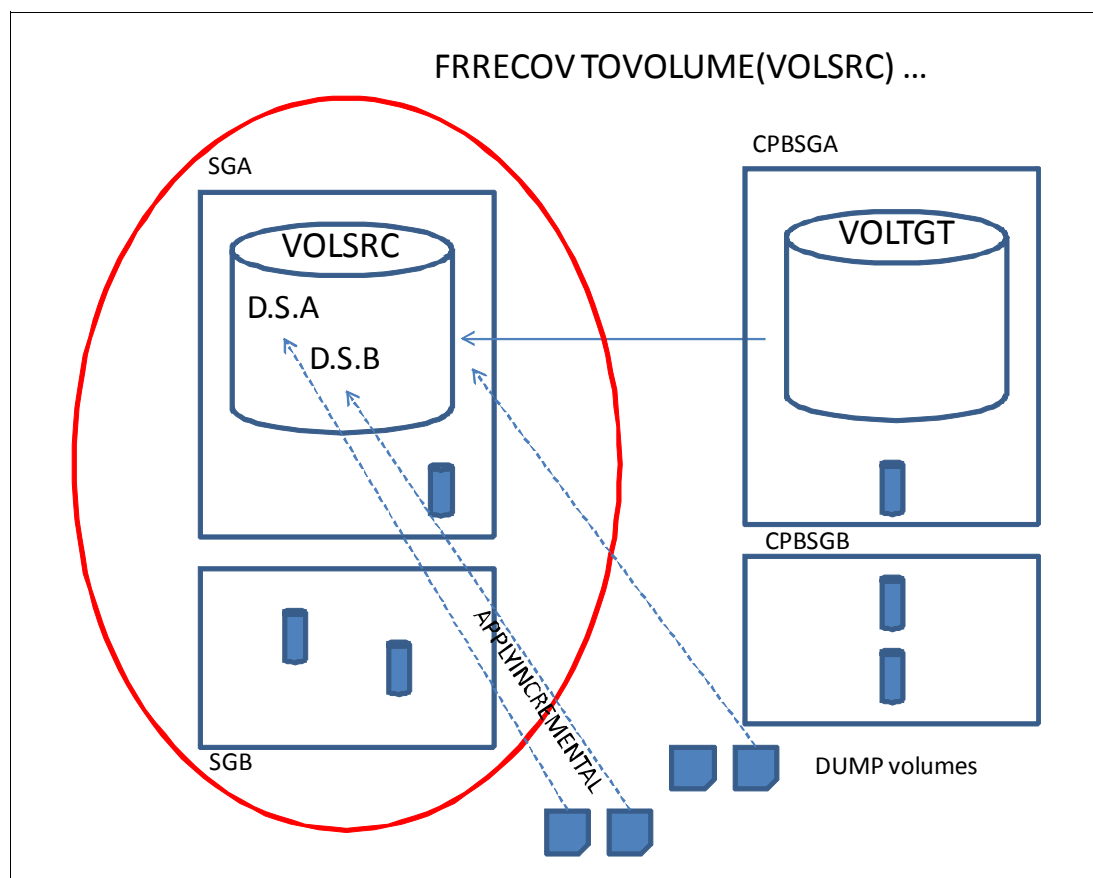 FRRECOV TOVOLUME(VOLSRC) ...
SGA
CPBSGA
VOLSRC
VOLTGT
D.S.A
D.S.B
CPBSGB
APPLYINCREMENTAL
SGB
DUMP volumes